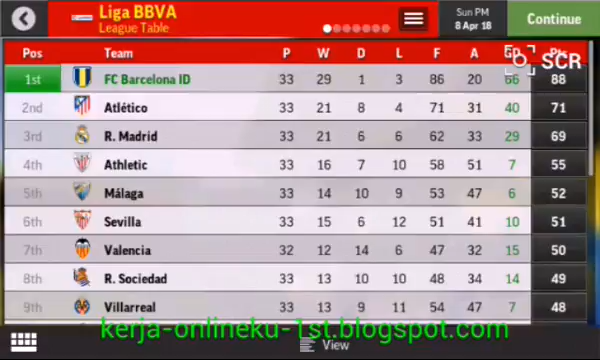 Liga BBVA
League Table
Sun PM
8 Apr 18
Continue
Pos Team P W D L F A GD Pts
SCR
1st FC Barcelona ID 33 29 1 3 86 20 66 88
2nd Atlético 33 21 8 4 71 31 40 71
3rd R. Madrid 33 21 6 6 62 33 29 69
4th Athletic 33 16 7 10 58 51 7 55
5th Málaga 33 14 10 9 53 47 6 52
6th Sevilla 33 15 6 12 51 41 10 51
7th Valencia 32 12 14 6 47 32 15 50
8th R. Sociedad 33 13 10 10 48 34 14 49
9th Villarreal 33 13 9 11 54 47 7 48
kerja-onlineku-1st.blogspot.com
View